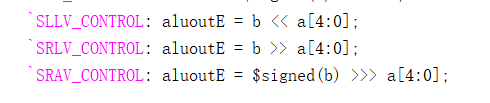 `SLLV_CONTROL: aluoutE = b << a[4:0];
`SRLV_CONTROL: aluoutE = b >> a[4:0];
`SRAV_CONTROL: aluoutE = $signed(b) >>> a[4:0];